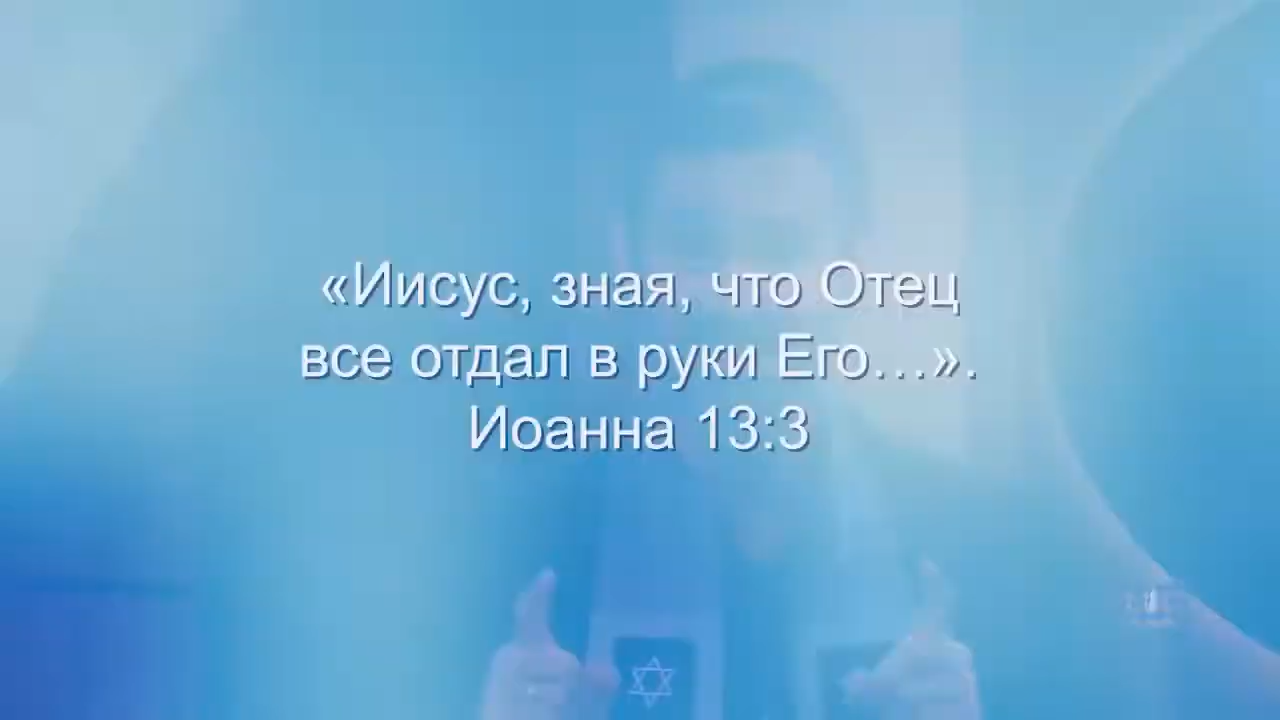 «Иисус, зная, что Отец
все отдал в руки Его…».
Иоанна 13:3